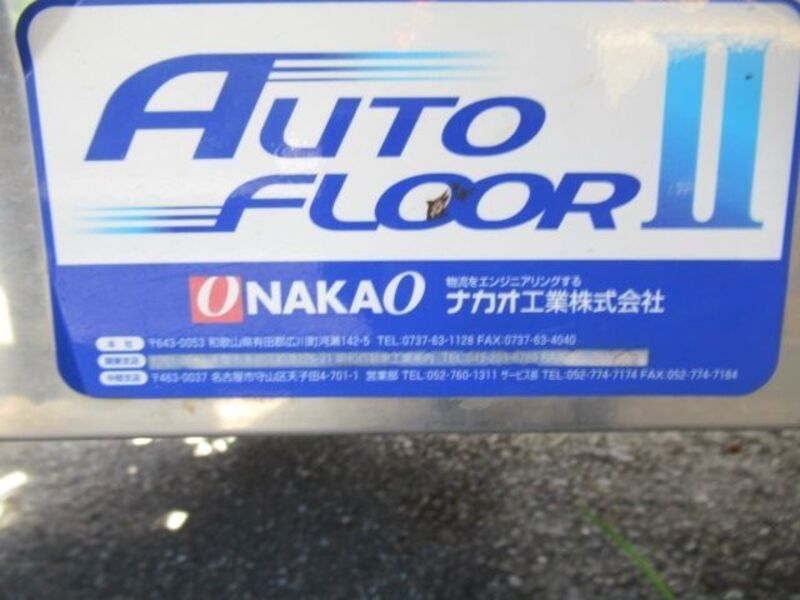 AUTO
FLOOR II
NAKAO 物流をエンジニアリングする
ナカオ工業株式会社
本社 〒643-0053 和歌山県有田郡広川町河瀬142-5 TEL:0737-63-1128 FAX:0737-63-4040
関東支店
中部支店 〒463-0037 名古屋市守山区天子田4-701-1 営業部 TEL:052-760-1311 サービス部 TEL:052-774-7174 FAX:052-774-7184